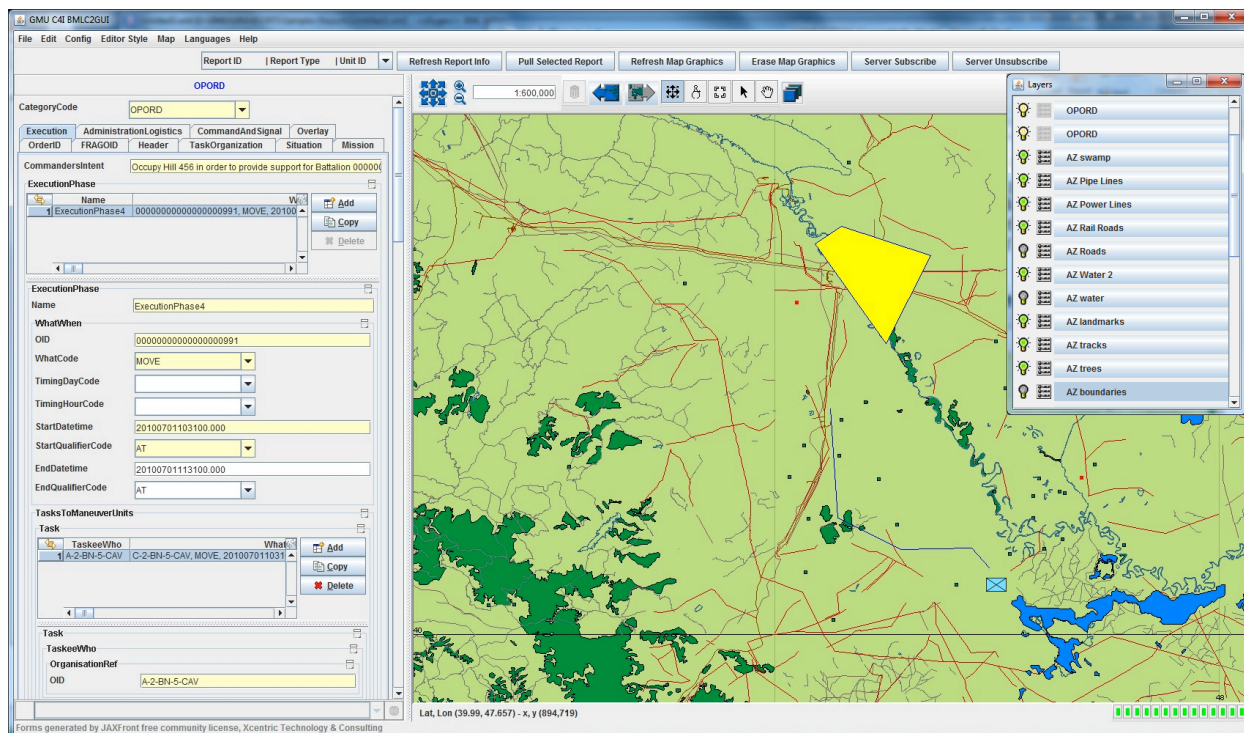 GMU C4I BMLC2GUI
File Edit Config Editor Style Map Languages Help
Report ID | Report Type | Unit ID
Refresh Report Info
Pull Selected Report
Refresh Map Graphics
Erase Map Graphics
Server Subscribe
Server Unsubscribe
OPORD
CategoryCode OPORD
Execution AdministrationLogistics CommandAndSignal Overlay
OrderID FRAGOID Header TaskOrganization Situation Mission
CommandersIntent Occupy Hill 456 in order to provide support for Battalion 00000
ExecutionPhase
Name
1 ExecutionPhase4 00000000000000000991, MOVE, 20100
Add
Copy
Delete
ExecutionPhase
Name ExecutionPhase4
WhatWhen
OID 00000000000000000991
WhatCode MOVE
TimingDayCode
TimingHourCode
StartDatetime 20100701103100.000
StartQualifierCode AT
EndDatetime 20100701113100.000
EndQualifierCode AT
TasksToManeuverUnits
Task
TaskeeWho What
1 A-2-BN-5-CAV C-2-BN-5-CAV, MOVE, 201007011031
Add
Copy
Delete
Task
TaskeeWho
OrganisationRef
OID A-2-BN-5-CAV
Forms generated by JAXFront free community license, Xcentric Technology & Consulting
1:600,000
40
48
Lat, Lon (39.99, 47.657) - x, y (894,719)
Layers
OPORD
OPORD
AZ swamp
AZ Pipe Lines
AZ Power Lines
AZ Rail Roads
AZ Roads
AZ Water 2
AZ water
AZ landmarks
AZ tracks
AZ trees
AZ boundaries